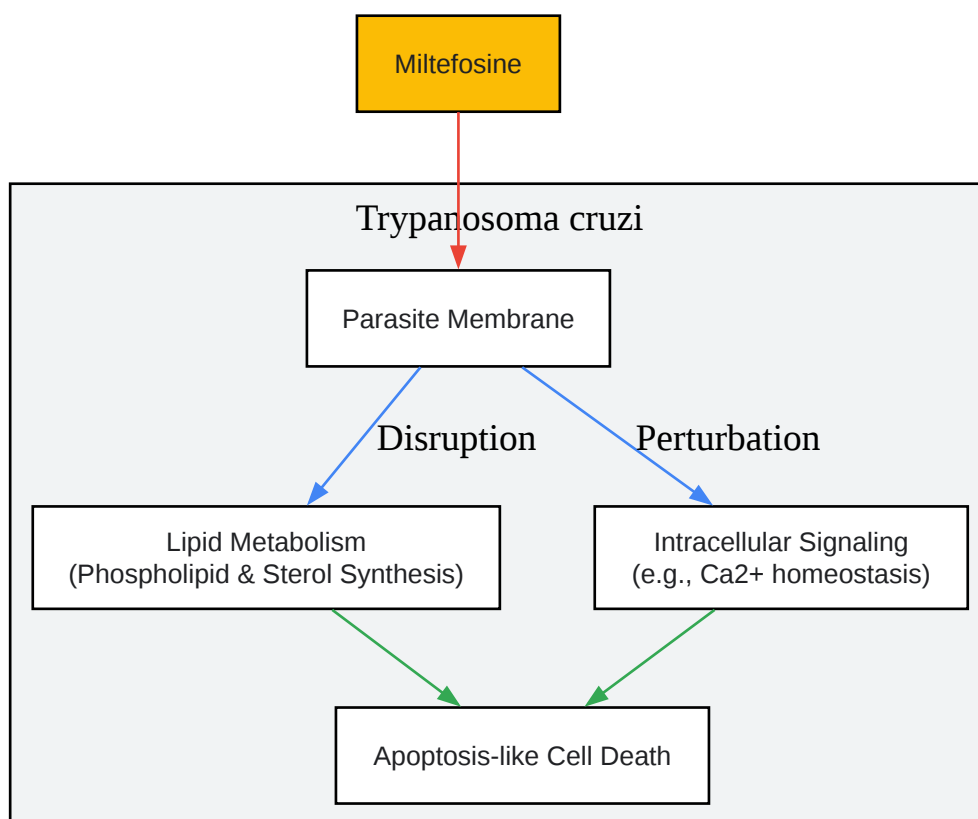 Miltefosine
Trypanosoma cruzi
Parasite Membrane
Disruption
Perturbation
Lipid Metabolism
(Phospholipid & Sterol Synthesis)
Intracellular Signaling
(e.g., Ca2+ homeostasis)
Apoptosis-like Cell Death